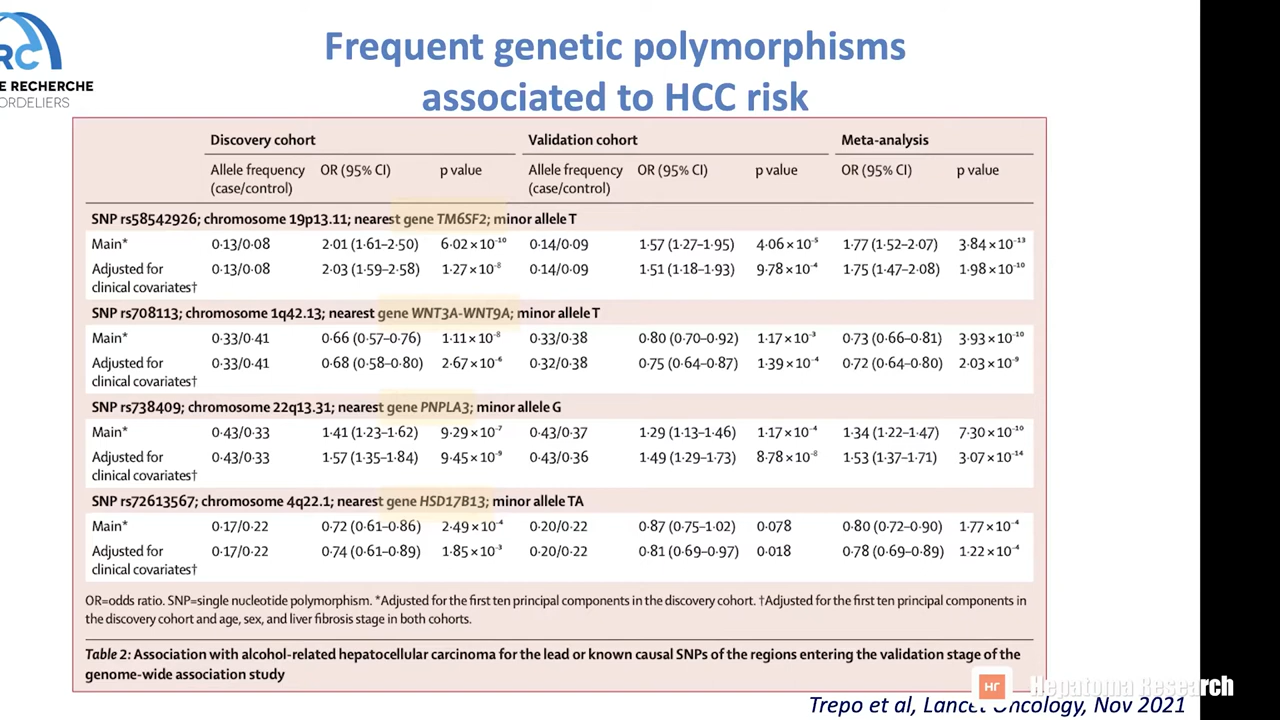 RC
E RECHERCHE
ORDELIERS
Frequent genetic polymorphisms
associated to HCC risk
Discovery cohort Validation cohort Meta-analysis
Allele frequency OR (95% CI) p value Allele frequency OR (95% CI) p value OR (95% CI) p value
(case/control) (case/control)
SNP rs58542926; chromosome 19p13.11; nearest gene TM6SF2; minor allele T
Main* 0·13/0·08 2·01 (1·61–2·50) 6·02 × 10⁻¹⁰ 0·14/0·09 1·57 (1·27–1·95) 4·06 × 10⁻⁵ 1·77 (1·52–2·07) 3·84 × 10⁻¹³
Adjusted for 0·13/0·08 2·03 (1·59–2·58) 1·27 × 10⁻⁸ 0·14/0·09 1·51 (1·18–1·93) 9·78 × 10⁻⁴ 1·75 (1·47–2·08) 1·98 × 10⁻¹⁰
clinical covariates†
SNP rs708113; chromosome 1q42.13; nearest gene WNT3A-WNT9A; minor allele T
Main* 0·33/0·41 0·66 (0·57–0·76) 1·11 × 10⁻⁸ 0·33/0·38 0·80 (0·70–0·92) 1·17 × 10⁻³ 0·73 (0·66–0·81) 3·93 × 10⁻¹⁰
Adjusted for 0·33/0·41 0·68 (0·58–0·80) 2·67 × 10⁻⁶ 0·32/0·38 0·75 (0·64–0·87) 1·39 × 10⁻⁴ 0·72 (0·64–0·80) 2·03 × 10⁻⁹
clinical covariates†
SNP rs738409; chromosome 22q13.31; nearest gene PNPLA3; minor allele G
Main* 0·43/0·33 1·41 (1·23–1·62) 9·29 × 10⁻⁷ 0·43/0·37 1·29 (1·13–1·46) 1·17 × 10⁻⁴ 1·34 (1·22–1·47) 7·30 × 10⁻¹⁰
Adjusted for 0·43/0·33 1·57 (1·35–1·84) 9·45 × 10⁻⁹ 0·43/0·36 1·49 (1·29–1·73) 8·78 × 10⁻⁸ 1·53 (1·37–1·71) 3·07 × 10⁻¹⁴
clinical covariates†
SNP rs72613567; chromosome 4q22.1; nearest gene HSD17B13; minor allele TA
Main* 0·17/0·22 0·72 (0·61–0·86) 2·49 × 10⁻⁴ 0·20/0·22 0·87 (0·75–1·02) 0·078 0·80 (0·72–0·90) 1·77 × 10⁻⁴
Adjusted for 0·17/0·22 0·74 (0·61–0·89) 1·85 × 10⁻³ 0·20/0·22 0·81 (0·69–0·97) 0·018 0·78 (0·69–0·89) 1·22 × 10⁻⁴
clinical covariates†
OR=odds ratio. SNP=single nucleotide polymorphism. *Adjusted for the first ten principal components in the discovery cohort. †Adjusted for the first ten principal components in
the discovery cohort and age, sex, and liver fibrosis stage in both cohorts.
Table 2: Association with alcohol-related hepatocellular carcinoma for the lead or known causal SNPs of the regions entering the validation stage of the
genome-wide association study
Hr Hepatoma Research
Trepo et al, Lancet Oncology, Nov 2021